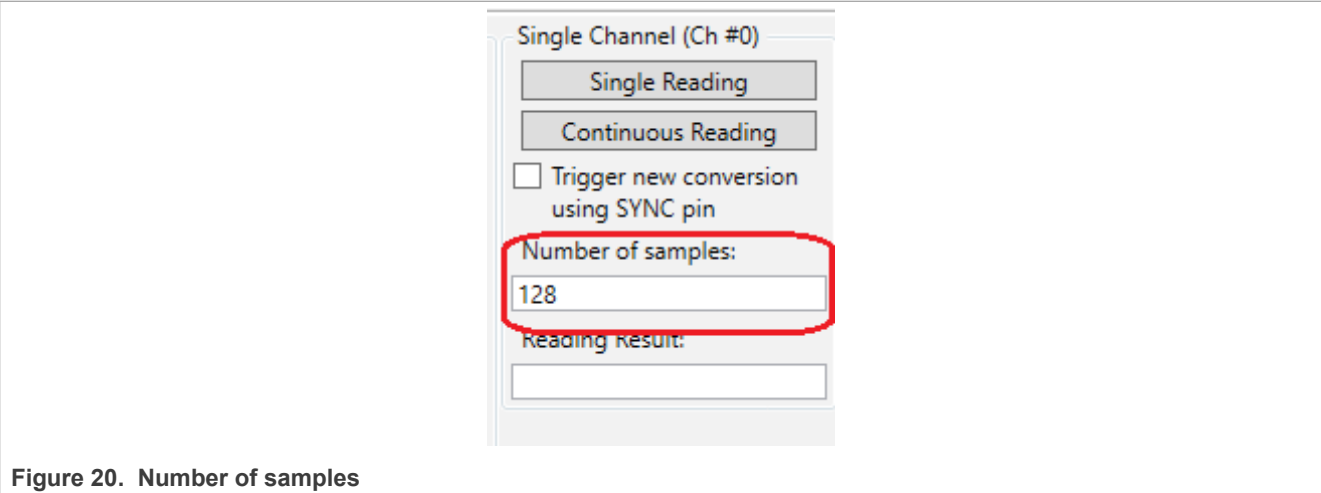 Single Channel (Ch #0)
Single Reading
Continuous Reading
Trigger new conversion
using SYNC pin
Number of samples:
128
Reading Result:
Figure 20. Number of samples